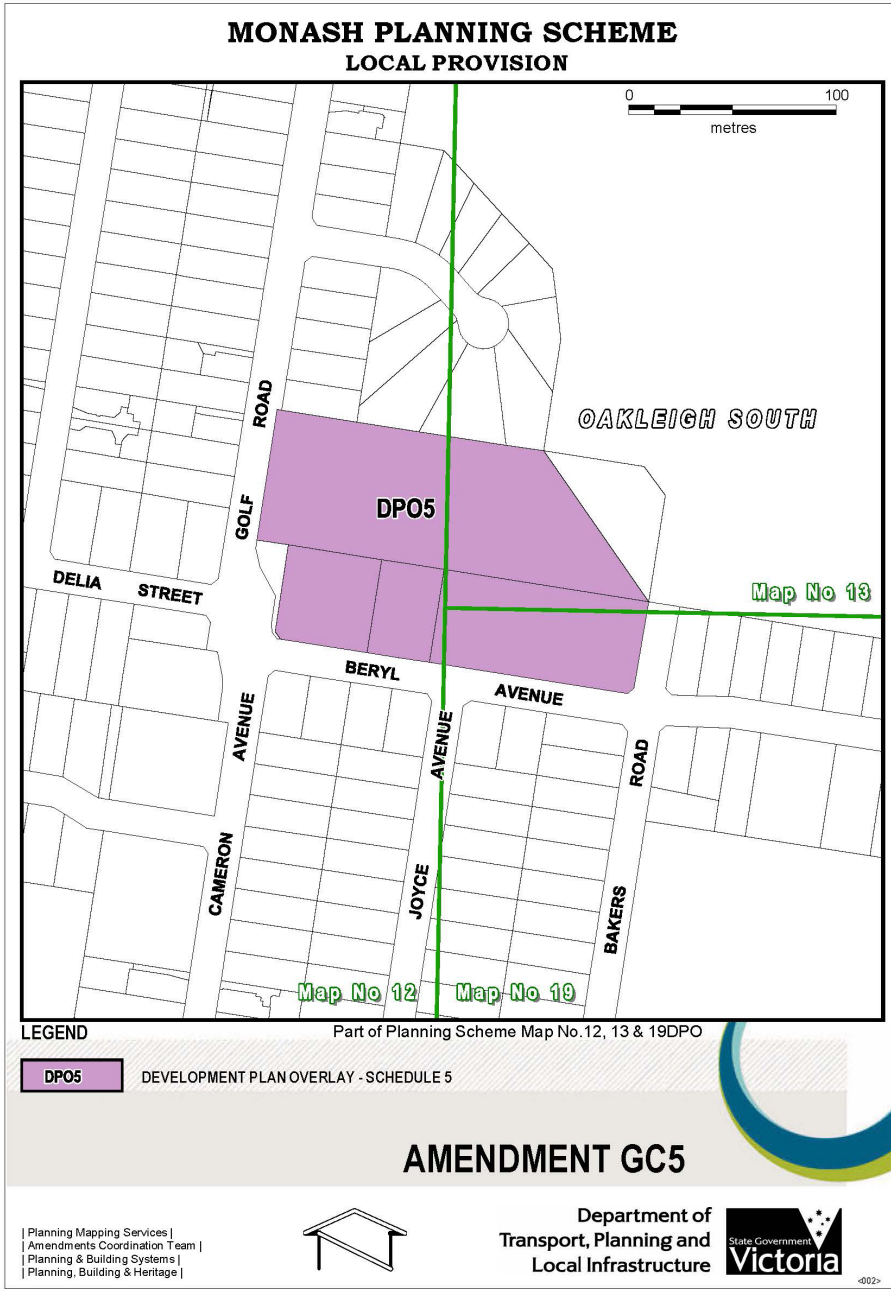 MONASH PLANNING SCHEME
LOCAL PROVISION
0 100
metres
ROAD
OAKLEIGH SOUTH
DPO5
GOLF
DELIA STREET
Map No 13
BERYL AVENUE
AVENUE
AVENUE
ROAD
CAMERON
JOYCE
BAKERS
Map No 12 Map No 19
LEGEND
Part of Planning Scheme Map No.12, 13 & 19DPO
DPO5 DEVELOPMENT PLAN OVERLAY - SCHEDULE 5
AMENDMENT GC5
| Planning Mapping Services |
| Amendments Coordination Team |
| Planning & Building Systems |
| Planning, Building & Heritage |
Department of
Transport, Planning and
Local Infrastructure
State Government
Victoria
<002>